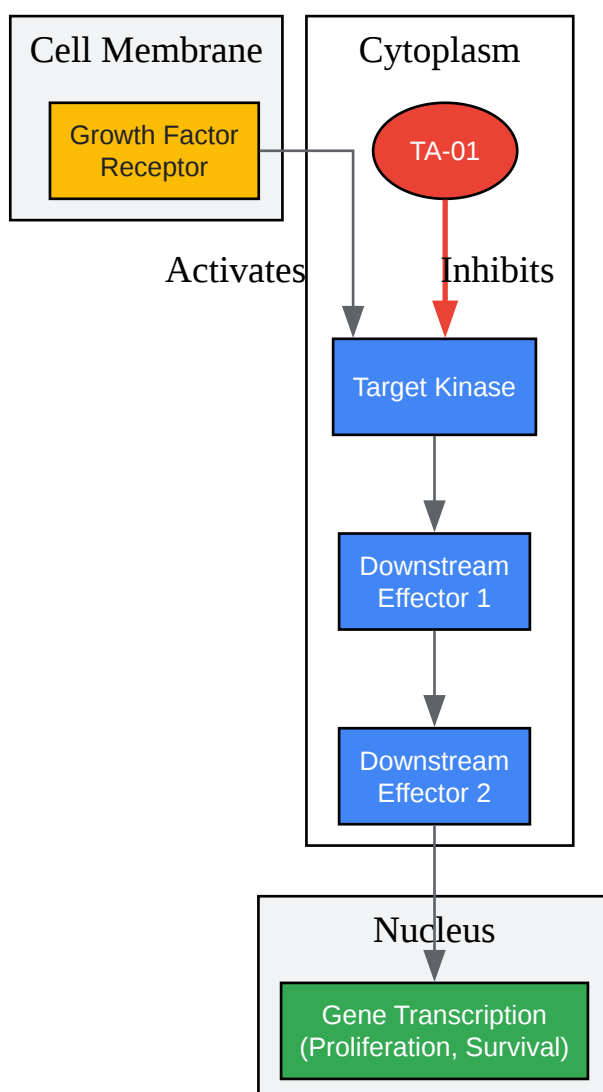 Cell Membrane
Cytoplasm
Growth Factor
Receptor
TA-01
Activates
Inhibits
Target Kinase
Downstream
Effector 1
Downstream
Effector 2
Nucleus
Gene Transcription
(Proliferation, Survival)